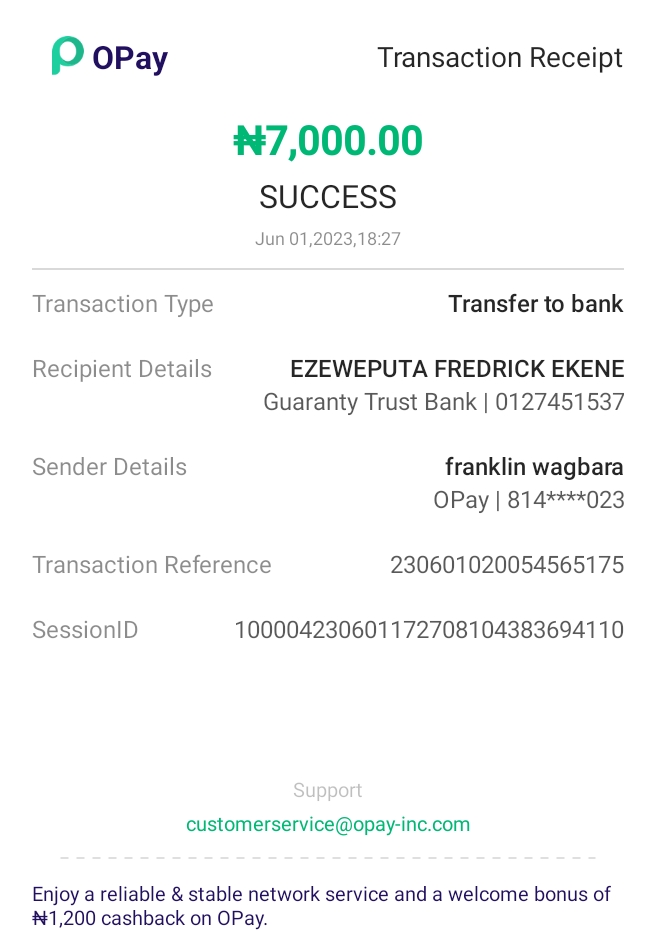 OPay
Transaction Receipt
₦7,000.00
SUCCESS
Jun 01,2023,18:27
Transaction Type Transfer to bank
Recipient Details EZEWEPUTA FREDRICK EKENE
Guaranty Trust Bank | 0127451537
Sender Details franklin wagbara
OPay | 814****023
Transaction Reference 230601020054565175
SessionID 100004230601172708104383694110
Support
customerservice@opay-inc.com
Enjoy a reliable & stable network service and a welcome bonus of
₦1,200 cashback on OPay.